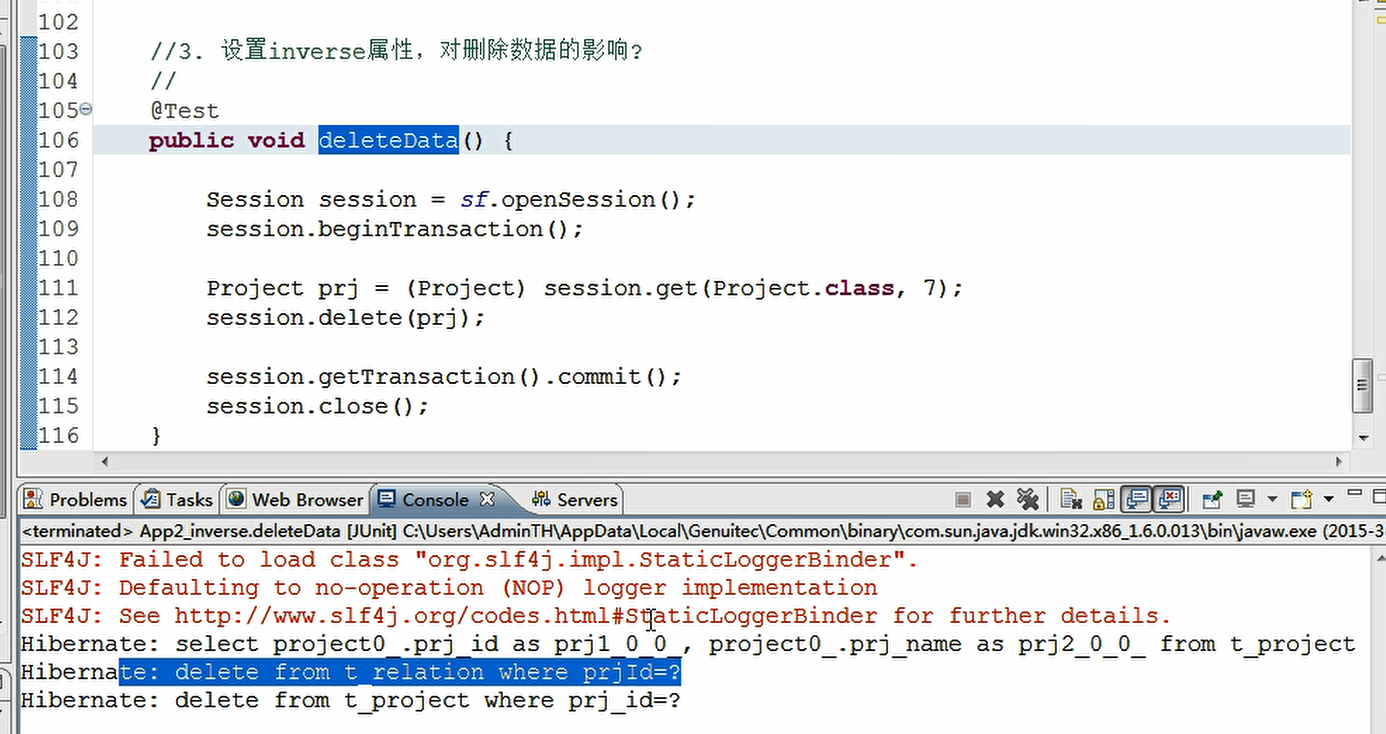 102
103 //3. 设置inverse属性，对删除数据的影响?
104 //
105 @Test
106 public void deleteData() {
107
108 Session session = sf.openSession();
109 session.beginTransaction();
110
111 Project prj = (Project) session.get(Project.class, 7);
112 session.delete(prj);
113
114 session.getTransaction().commit();
115 session.close();
116 }
Problems Tasks Web Browser Console Servers
<terminated> App2_inverse.deleteData [JUnit] C:\Users\AdminTH\AppData\Local\Genuitec\Common\binary\com.sun.java.jdk.win32.x86_1.6.0.013\bin\javaw.exe (2015-3-
SLF4J: Failed to load class "org.slf4j.impl.StaticLoggerBinder".
SLF4J: Defaulting to no-operation (NOP) logger implementation
SLF4J: See http://www.slf4j.org/codes.html#StaticLoggerBinder for further details.
Hibernate: select project0_.prj_id as prj1_0_0_, project0_.prj_name as prj2_0_0_ from t_project
Hibernate: delete from t_relation where prjId=?
Hibernate: delete from t_project where prj_id=?